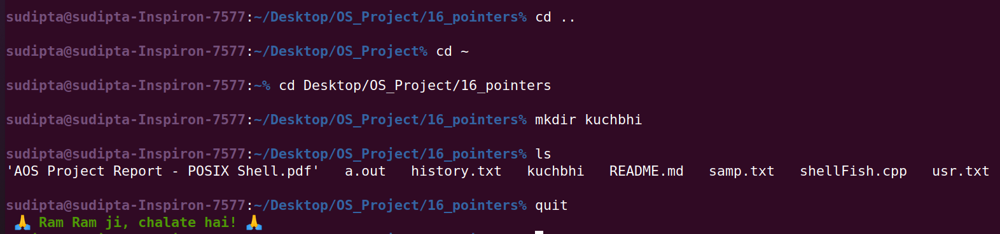 sudipta@sudipta-Inspiron-7577:~/Desktop/OS_Project/16_pointers% cd ..
sudipta@sudipta-Inspiron-7577:~/Desktop/OS_Project% cd ~
sudipta@sudipta-Inspiron-7577:~% cd Desktop/OS_Project/16_pointers
sudipta@sudipta-Inspiron-7577:~/Desktop/OS_Project/16_pointers% mkdir kuchbhi
sudipta@sudipta-Inspiron-7577:~/Desktop/OS_Project/16_pointers% ls
'AOS Project Report - POSIX Shell.pdf'   a.out   history.txt   kuchbhi   README.md   samp.txt   shellFish.cpp   usr.txt
sudipta@sudipta-Inspiron-7577:~/Desktop/OS_Project/16_pointers% quit
🙏 Ram Ram ji, chalate hai! 🙏